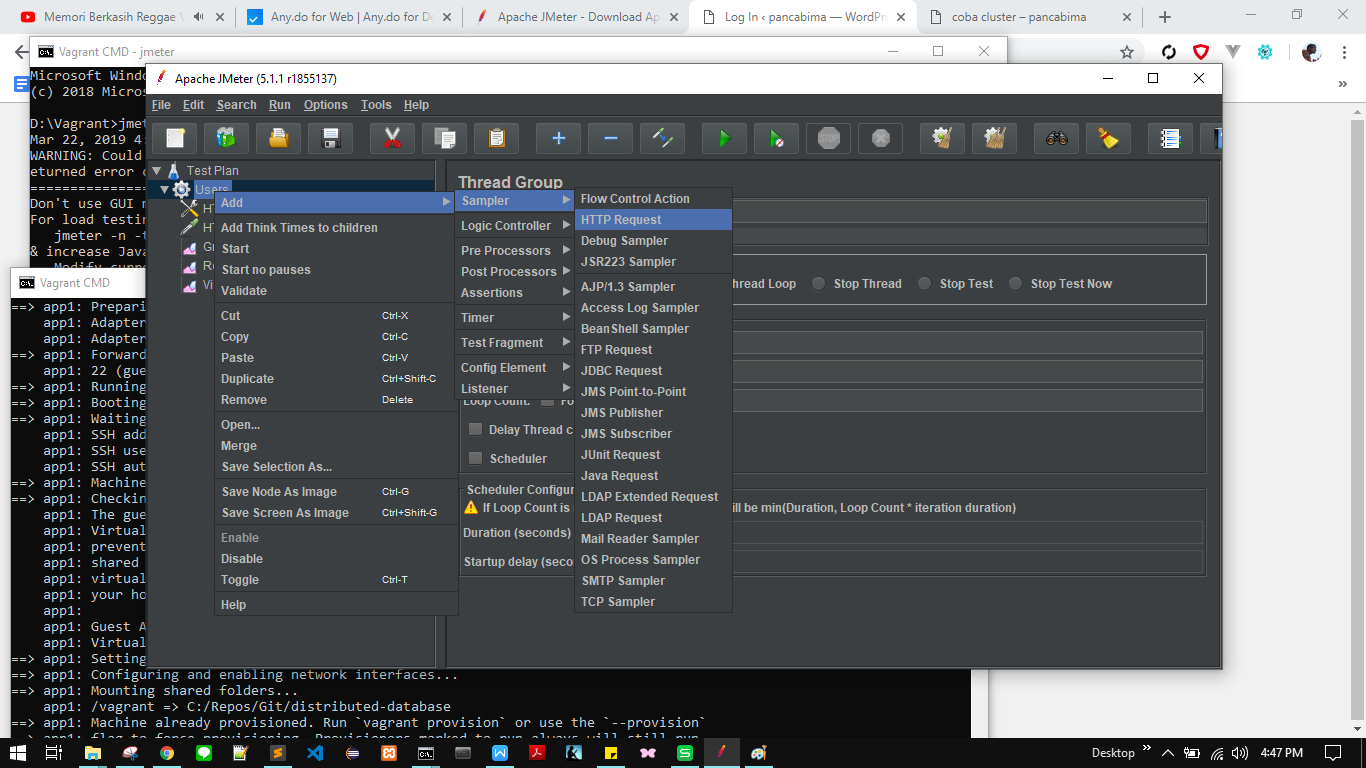 Memori Berkasih Reggae
Any.do for Web | Any.do for De
Apache JMeter - Download Ap
Log In ‹ pancabima — WordPr
coba cluster – pancabima
Vagrant CMD - jmeter
Microsoft Windo
(c) 2018 Micros
D:\Vagrant>jmet
Mar 22, 2019 4:
WARNING: Could
eturned error c
Don't use GUI m
For load testin
jmeter -n -t
& increase Java
Apache JMeter (5.1.1 r1855137)
File Edit Search Run Options Tools Help
Test Plan
Users
Thread Group
Add
Add Think Times to children
Start
Start no pauses
Validate
Cut Ctrl-X
Copy Ctrl-C
Paste Ctrl-V
Duplicate Ctrl+Shift-C
Remove Delete
Open...
Merge
Save Selection As...
Save Node As Image Ctrl-G
Save Screen As Image Ctrl+Shift-G
Enable
Disable
Toggle Ctrl-T
Help
Sampler
Logic Controller
Pre Processors
Post Processors
Assertions
Timer
Test Fragment
Config Element
Listener
Flow Control Action
HTTP Request
Debug Sampler
JSR223 Sampler
AJP/1.3 Sampler
Access Log Sampler
BeanShell Sampler
FTP Request
JDBC Request
JMS Point-to-Point
JMS Publisher
JMS Subscriber
JUnit Request
Java Request
LDAP Extended Request
LDAP Request
Mail Reader Sampler
OS Process Sampler
SMTP Sampler
TCP Sampler
hread Loop Stop Thread Stop Test Stop Test Now
Loop Count: Fo
Delay Thread c
Scheduler
Scheduler Configur
If Loop Count is ill be min(Duration, Loop Count * iteration duration)
Duration (seconds)
Startup delay (seco
Vagrant CMD
==> app1: Prepari
app1: Adapter
app1: Adapter
==> app1: Forward
app1: 22 (gue
==> app1: Running
==> app1: Booting
==> app1: Waiting
app1: SSH add
app1: SSH use
app1: SSH aut
==> app1: Machine
==> app1: Checkin
app1: The gue
app1: Virtual
app1: prevent
app1: shared
app1: virtual
app1: your ho
app1:
app1: Guest A
app1: Virtual
==> app1: Setting
==> app1: Configuring and enabling network interfaces...
==> app1: Mounting shared folders...
app1: /vagrant => C:/Repos/Git/distributed-database
==> app1: Machine already provisioned. Run `vagrant provision` or use the `--provision`
==> app1: flag to force provisioning. Provisioners marked to run always will still run.
Desktop 4:47 PM